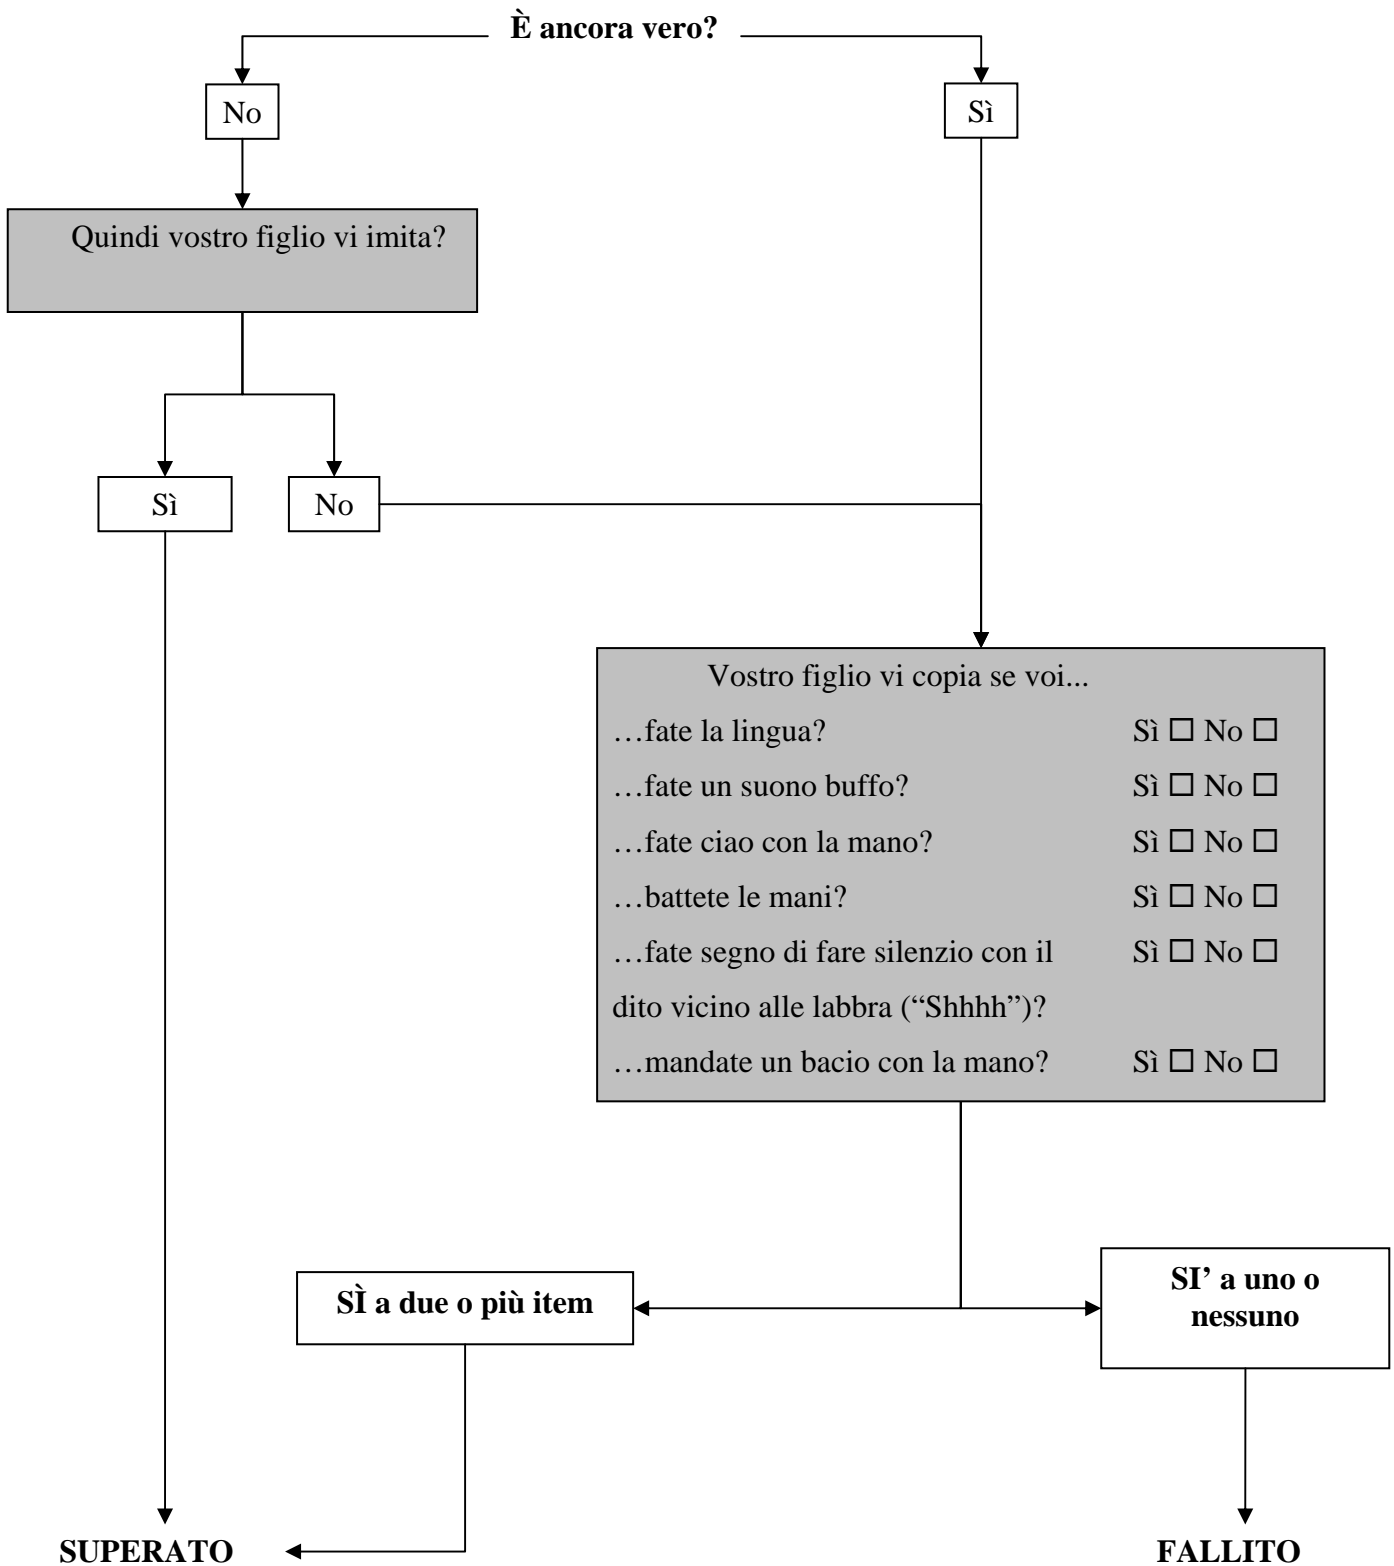 È ancora vero?
No
Sì
Quindi vostro figlio vi imita?
Sì
No
Vostro figlio vi copia se voi...
…fate la lingua? Sì ☐ No ☐
…fate un suono buffo? Sì ☐ No ☐
…fate ciao con la mano? Sì ☐ No ☐
…battete le mani? Sì ☐ No ☐
…fate segno di fare silenzio con il Sì ☐ No ☐
dito vicino alle labbra (“Shhhh”)?
…mandate un bacio con la mano? Sì ☐ No ☐
SÌ a due o più item
SI’ a uno o
nessuno
SUPERATO
FALLITO